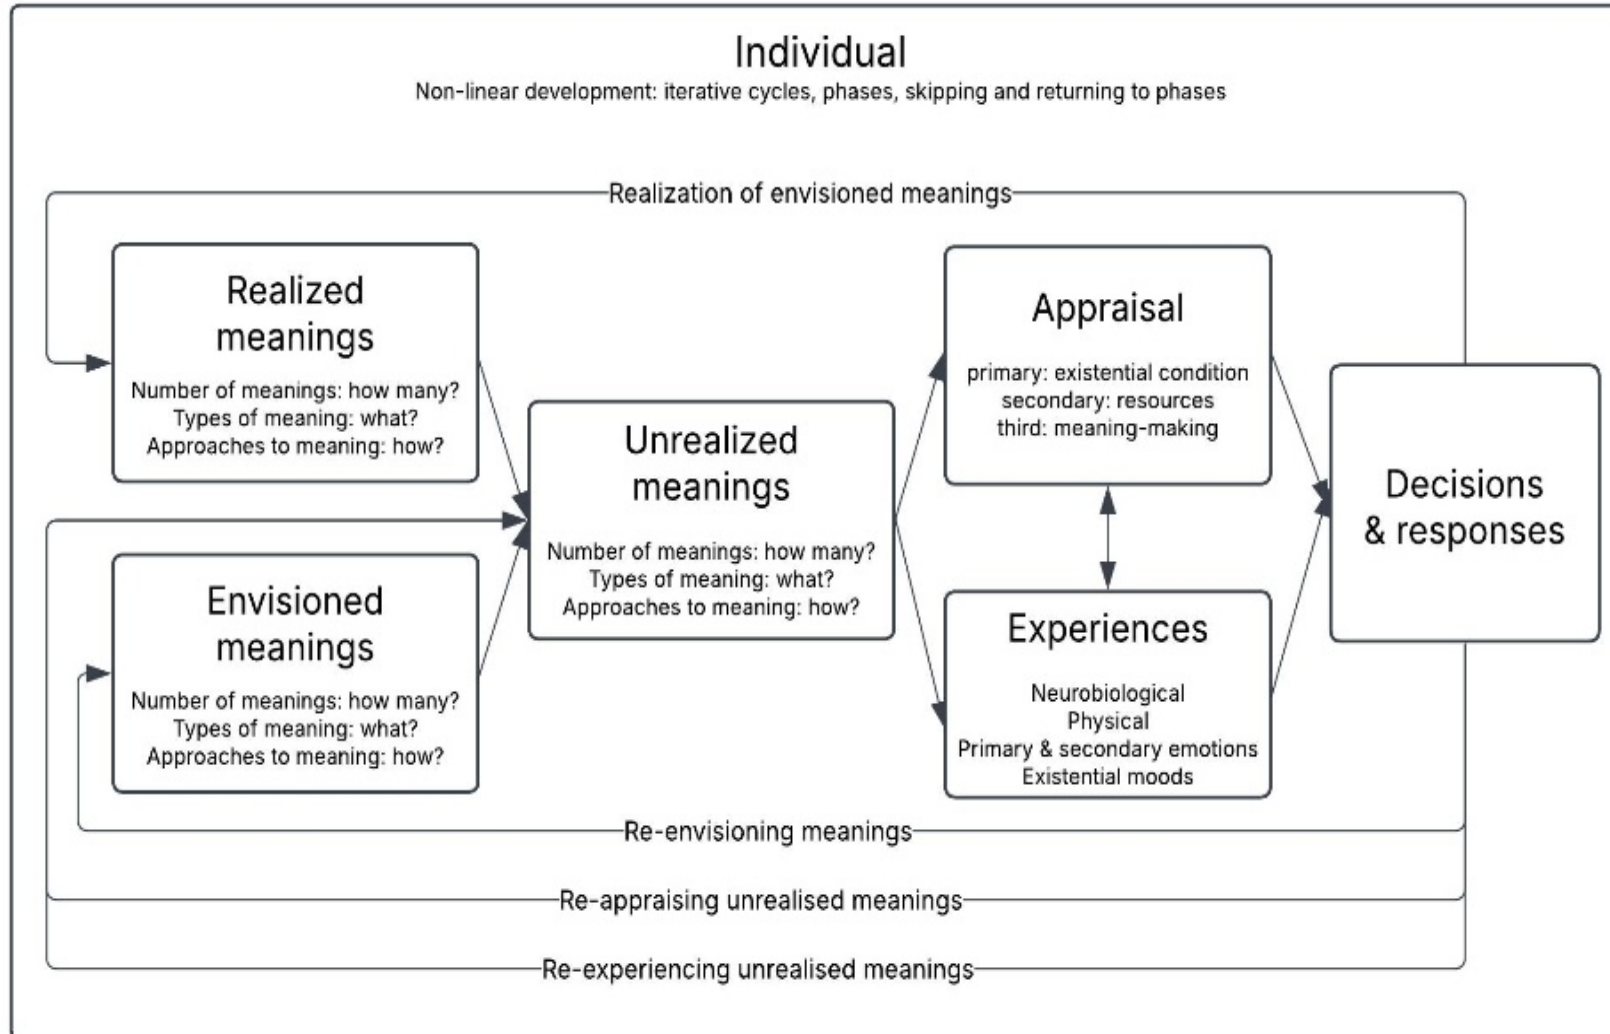 Individual
Non-linear development: iterative cycles, phases, skipping and returning to phases
Realization of envisioned meanings
Realized
meanings
Number of meanings: how many?
Types of meaning: what?
Approaches to meaning: how?
Envisioned
meanings
Number of meanings: how many?
Types of meaning: what?
Approaches to meaning: how?
Unrealized
meanings
Number of meanings: how many?
Types of meaning: what?
Approaches to meaning: how?
Appraisal
primary: existential condition
secondary: resources
third: meaning-making
Experiences
Neurobiological
Physical
Primary & secondary emotions
Existential moods
Decisions
& responses
Re-envisioning meanings
Re-appraising unrealised meanings
Re-experiencing unrealised meanings